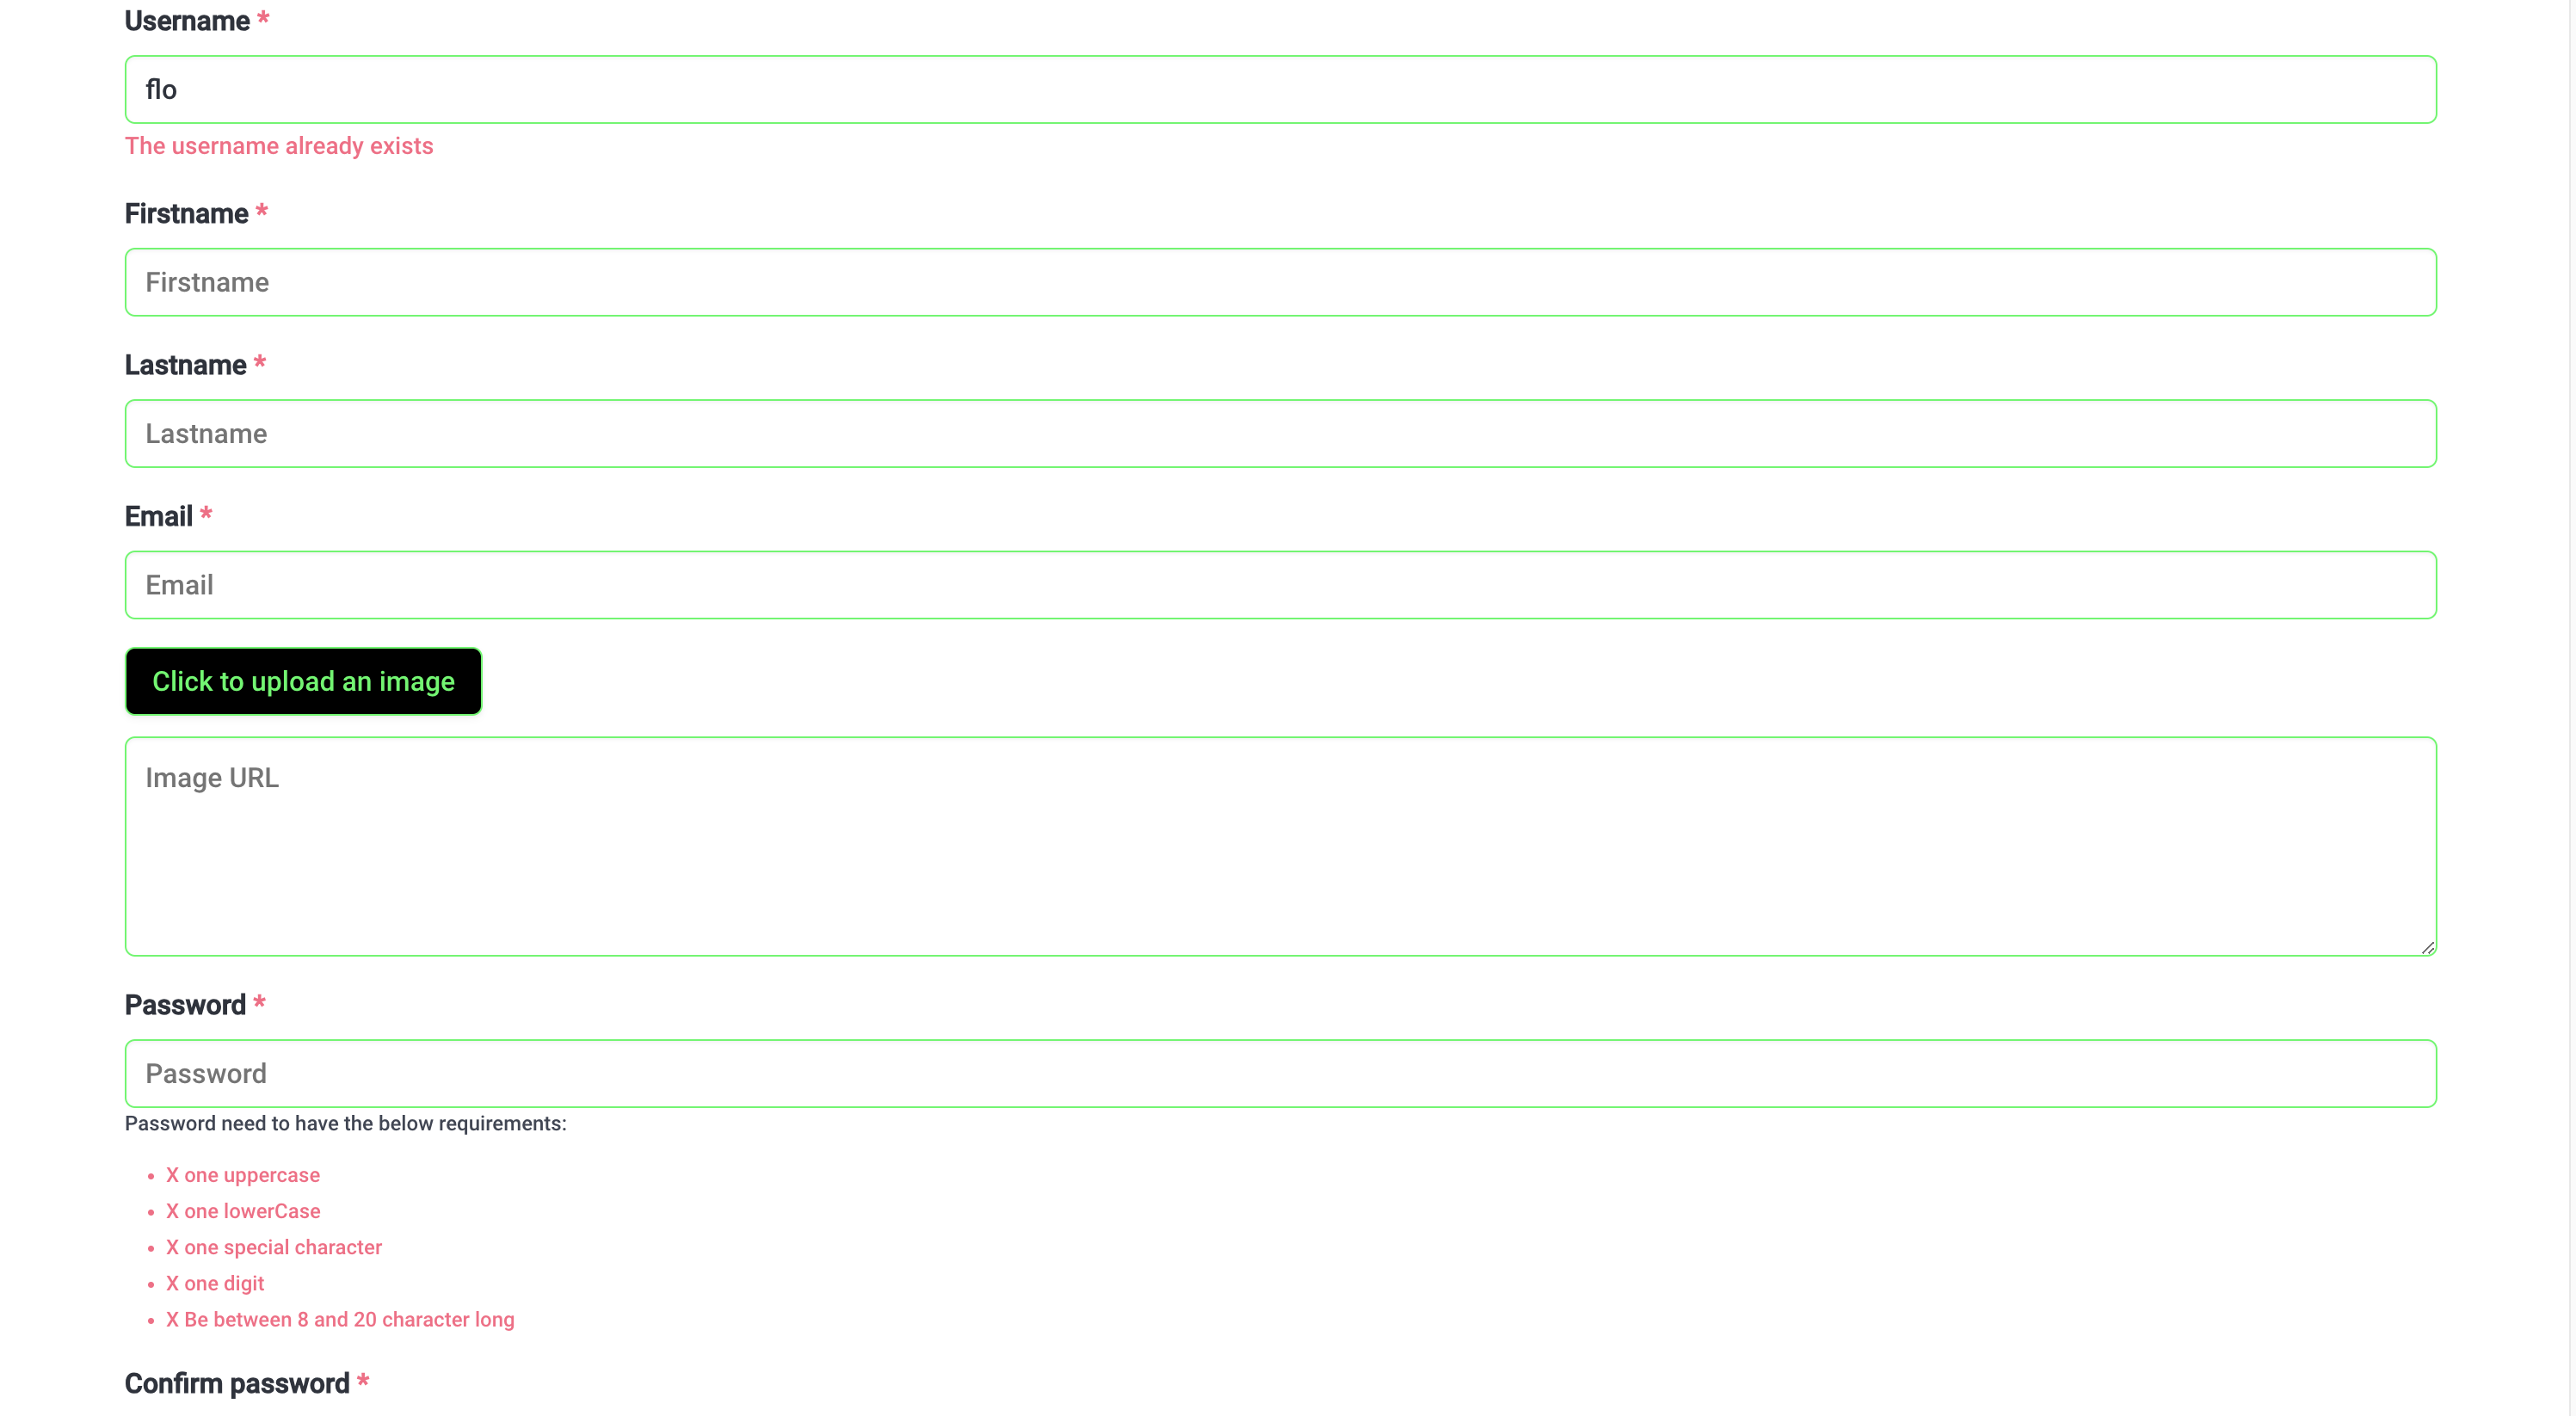 Username *
flo
The username already exists
Firstname *
Firstname
Lastname *
Lastname
Email *
Email
Click to upload an image
Image URL
Password *
Password
Password need to have the below requirements:
• X one uppercase
• X one lowerCase
• X one special character
• X one digit
• X Be between 8 and 20 character long
Confirm password *